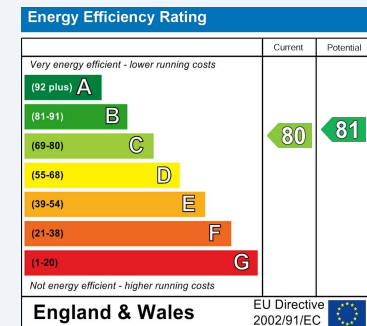 Energy Efficiency Rating
Current Potential
Very energy efficient - lower running costs
(92 plus) A
(81-91) B
(69-80) C
80
81
(55-68) D
(39-54) E
(21-38) F
(1-20) G
Not energy efficient - higher running costs
England & Wales
EU Directive
2002/91/EC